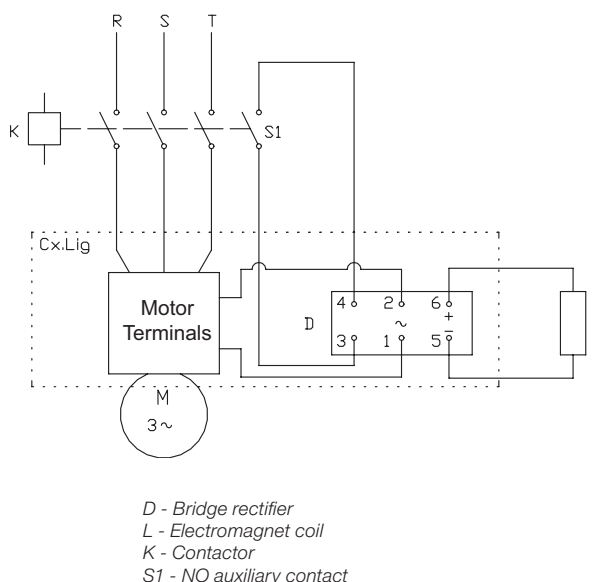 R S T
K
S1
Cx.Lig
Motor
Terminals
D
4 2 6
~ +
3 1 5 −
M
3~
D - Bridge rectifier
L - Electromagnet coil
K - Contactor
S1 - NO auxiliary contact